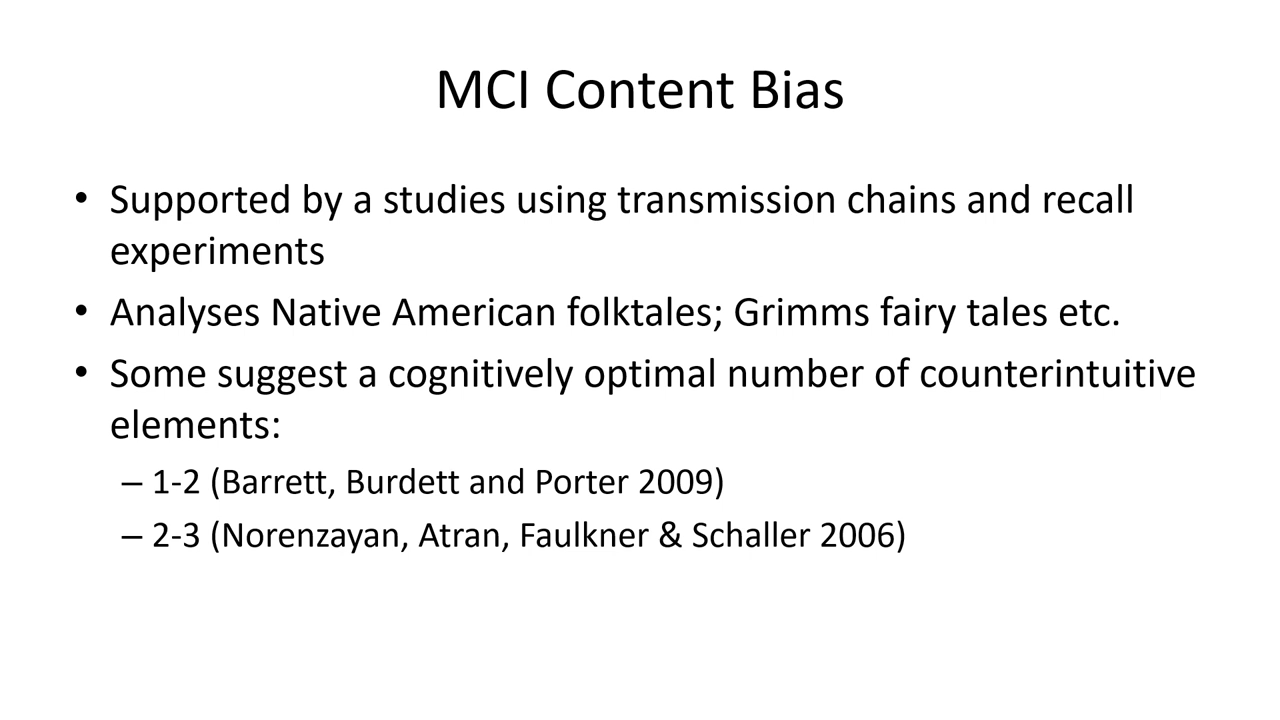 MCI Content Bias
• Supported by a studies using transmission chains and recall
experiments
• Analyses Native American folktales; Grimms fairy tales etc.
• Some suggest a cognitively optimal number of counterintuitive
elements:
– 1-2 (Barrett, Burdett and Porter 2009)
– 2-3 (Norenzayan, Atran, Faulkner & Schaller 2006)